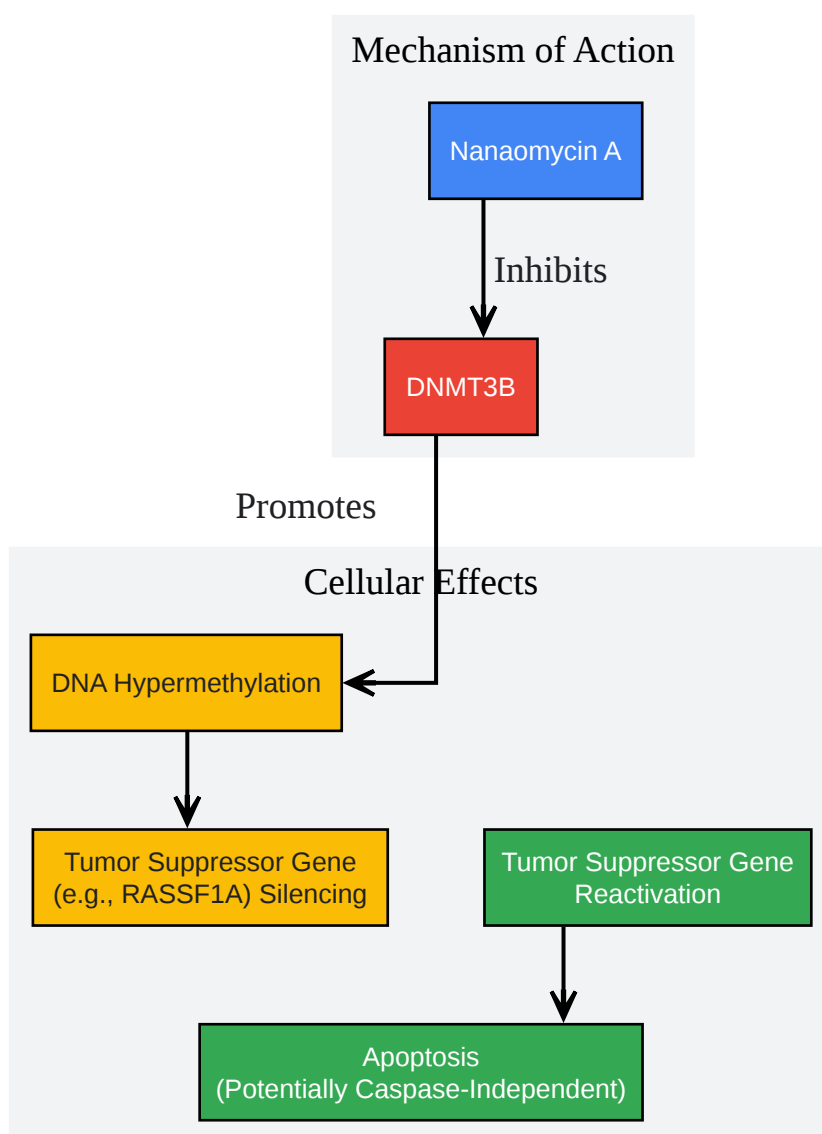 Mechanism of Action
Nanaomycin A
Inhibits
DNMT3B
Promotes
Cellular Effects
DNA Hypermethylation
Tumor Suppressor Gene
(e.g., RASSF1A) Silencing
Tumor Suppressor Gene
Reactivation
Apoptosis
(Potentially Caspase-Independent)